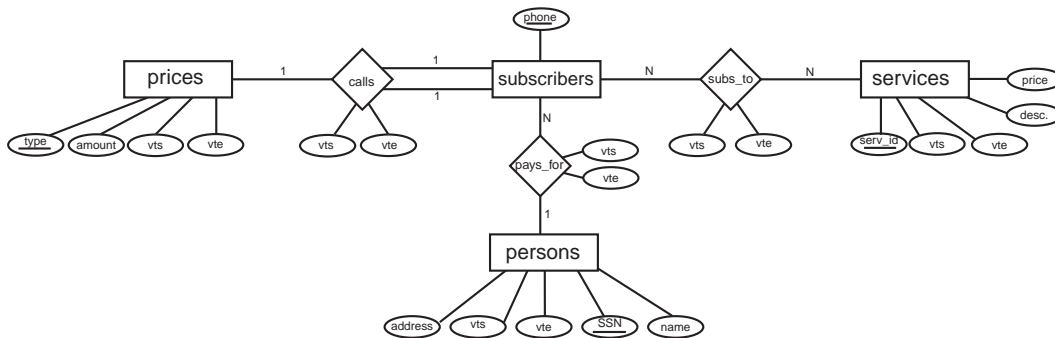 phone
prices
1
calls
1
1
subscribers
N
subs_to
N
services
price
desc.
type
amount
vts
vte
vts
vte
N
pays_for
vts
vte
vts
vte
serv_id
vts
vte
1
persons
address
vts
vte
SSN
name